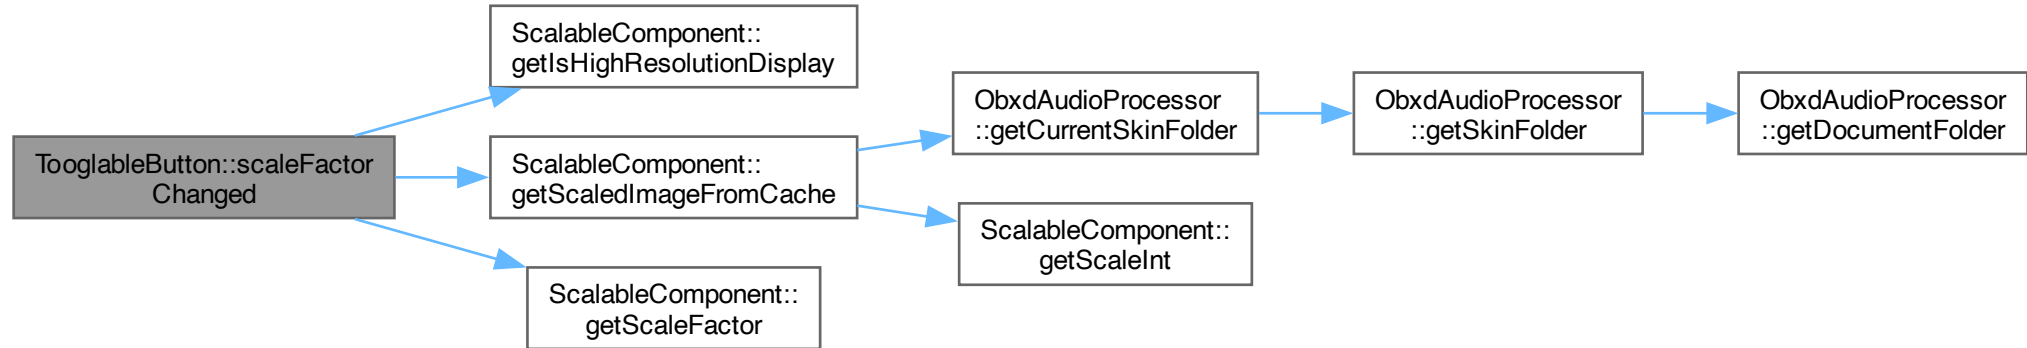 TooglableButton::scaleFactor
Changed
ScalableComponent::
getIsHighResolutionDisplay
ScalableComponent::
getScaledImageFromCache
ScalableComponent::
getScaleFactor
ObxdAudioProcessor
::getCurrentSkinFolder
ScalableComponent::
getScaleInt
ObxdAudioProcessor
::getSkinFolder
ObxdAudioProcessor
::getDocumentFolder